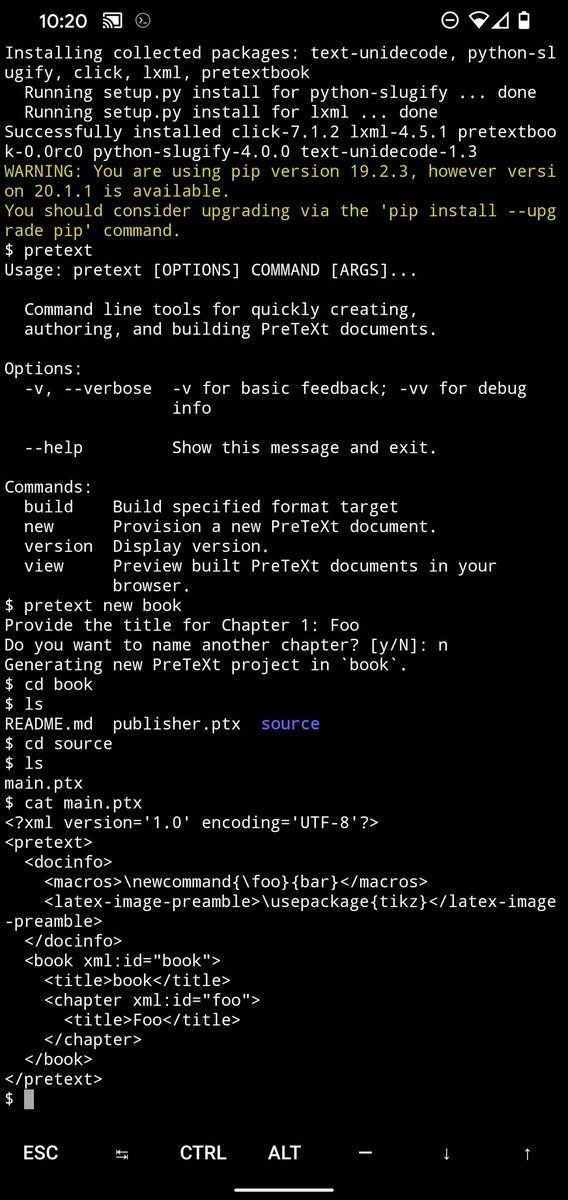 10:20
Installing collected packages: text-unidecode, python-sl
ugify, click, lxml, pretextbook
  Running setup.py install for python-slugify ... done
  Running setup.py install for lxml ... done
Successfully installed click-7.1.2 lxml-4.5.1 pretextboo
k-0.0rc0 python-slugify-4.0.0 text-unidecode-1.3
WARNING: You are using pip version 19.2.3, however versi
on 20.1.1 is available.
You should consider upgrading via the 'pip install --upg
rade pip' command.
$ pretext
Usage: pretext [OPTIONS] COMMAND [ARGS]...

  Command line tools for quickly creating,
  authoring, and building PreTeXt documents.

Options:
  -v, --verbose  -v for basic feedback; -vv for debug
                 info

  --help         Show this message and exit.

Commands:
  build    Build specified format target
  new      Provision a new PreTeXt document.
  version  Display version.
  view     Preview built PreTeXt documents in your
           browser.
$ pretext new book
Provide the title for Chapter 1: Foo
Do you want to name another chapter? [y/N]: n
Generating new PreTeXt project in `book`.
$ cd book
$ ls
README.md  publisher.ptx  source
$ cd source
$ ls
main.ptx
$ cat main.ptx
<?xml version='1.0' encoding='UTF-8'?>
<pretext>
  <docinfo>
    <macros>\newcommand{\foo}{bar}</macros>
    <latex-image-preamble>\usepackage{tikz}</latex-image
-preamble>
  </docinfo>
  <book xml:id="book">
    <title>book</title>
    <chapter xml:id="foo">
      <title>Foo</title>
    </chapter>
  </book>
</pretext>
$
ESC ↹ CTRL ALT — ↓ ↑